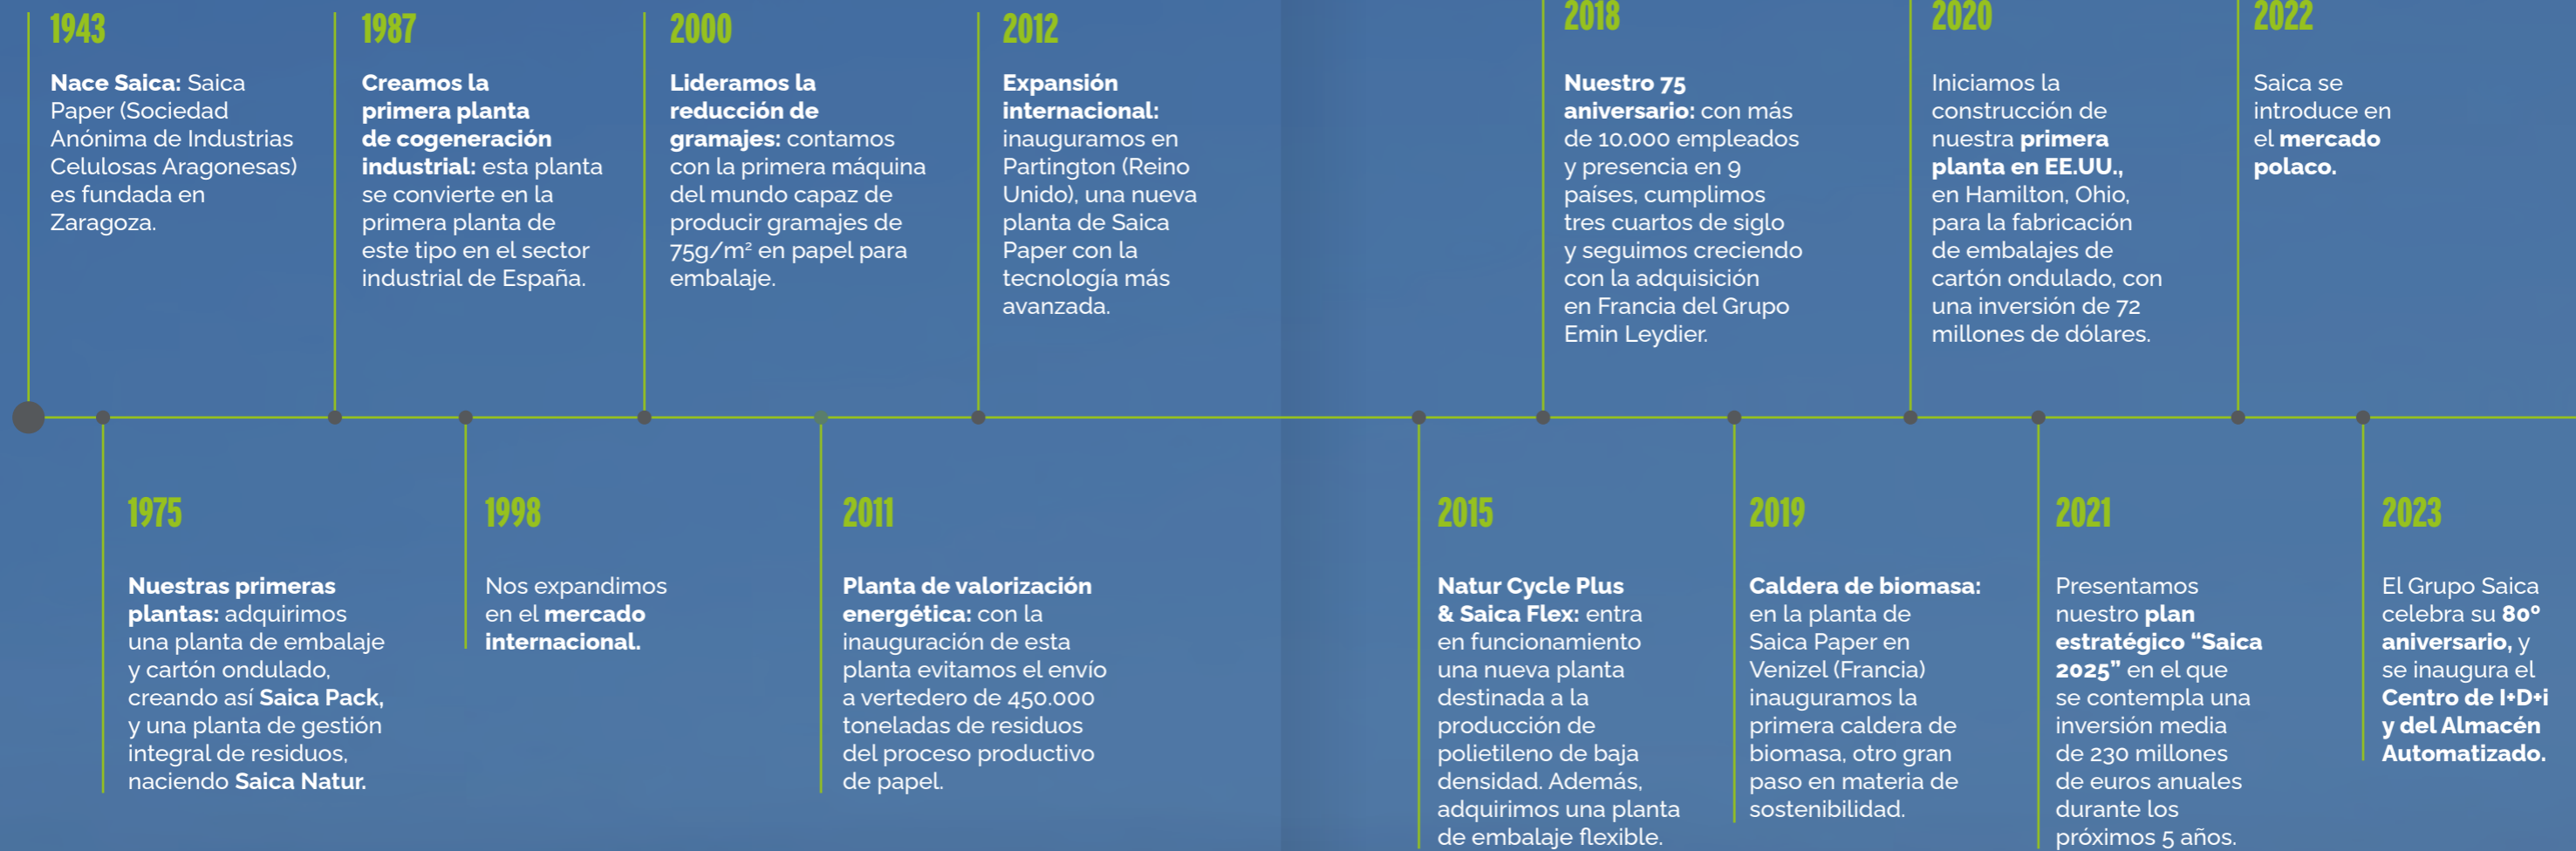 1943
Nace Saica: Saica
Paper (Sociedad
Anónima de Industrias
Celulosas Aragonesas)
es fundada en
Zaragoza.
1987
Creamos la
primera planta
de cogeneración
industrial: esta planta
se convierte en la
primera planta de
este tipo en el sector
industrial de España.
2000
Lideramos la
reducción de
gramajes: contamos
con la primera máquina
del mundo capaz de
producir gramajes de
75g/m² en papel para
embalaje.
2012
Expansión
internacional:
inauguramos en
Partington (Reino
Unido), una nueva
planta de Saica
Paper con la
tecnología más
avanzada.
2018
Nuestro 75
aniversario: con más
de 10.000 empleados
y presencia en 9
países, cumplimos
tres cuartos de siglo
y seguimos creciendo
con la adquisición
en Francia del Grupo
Emin Leydier.
2020
Iniciamos la
construcción de
nuestra primera
planta en EE.UU.,
en Hamilton, Ohio,
para la fabricación
de embalajes de
cartón ondulado, con
una inversión de 72
millones de dólares.
2022
Saica se
introduce en
el mercado
polaco.
1975
Nuestras primeras
plantas: adquirimos
una planta de embalaje
y cartón ondulado,
creando así Saica Pack,
y una planta de gestión
integral de residuos,
naciendo Saica Natur.
1998
Nos expandimos
en el mercado
internacional.
2011
Planta de valorización
energética: con la
inauguración de esta
planta evitamos el envío
a vertedero de 450.000
toneladas de residuos
del proceso productivo
de papel.
2015
Natur Cycle Plus
& Saica Flex: entra
en funcionamiento
una nueva planta
destinada a la
producción de
polietileno de baja
densidad. Además,
adquirimos una planta
de embalaje flexible.
2019
Caldera de biomasa:
en la planta de
Saica Paper en
Venizel (Francia)
inauguramos la
primera caldera de
biomasa, otro gran
paso en materia de
sostenibilidad.
2021
Presentamos
nuestro plan
estratégico “Saica
2025” en el que
se contempla una
inversión media
de 230 millones
de euros anuales
durante los
próximos 5 años.
2023
El Grupo Saica
celebra su 80º
aniversario, y
se inaugura el
Centro de I+D+i
y del Almacén
Automatizado.